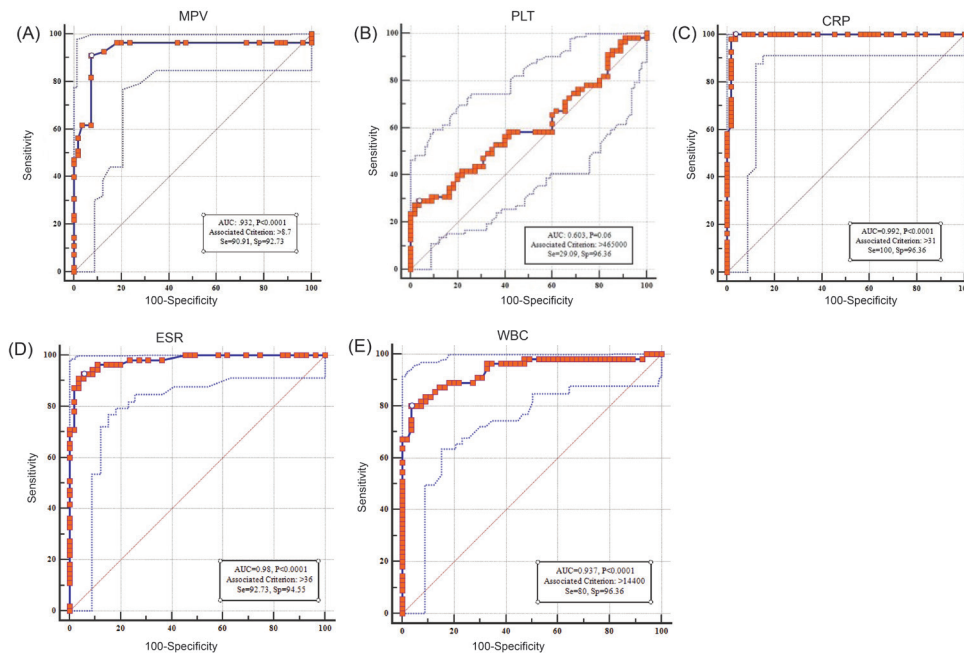 MPV
(A)
100
80
60
40
20
0
Sensitivity
AUC: .932, P<0.0001
Associated Criterion: >8.7
Se=90.91, Sp=92.73
0 20 40 60 80 100
100-Specificity
PLT
(B)
100
80
60
40
20
0
Sensitivity
AUC: 0.603, P=0.06
Associated Criterion: >465000
Se=29.09, Sp=96.36
0 20 40 60 80 100
100-Specificity
CRP
(C)
100
80
60
40
20
0
Sensitivity
AUC=0.992, P<0.0001
Associated Criterion: >31
Se=100, Sp=96.36
0 20 40 60 80 100
100-Specificity
ESR
(D)
100
80
60
40
20
0
Sensitivity
AUC=0.98, P<0.0001
Associated Criterion: >36
Se=92.73, Sp=94.55
0 20 40 60 80 100
100-Specificity
WBC
(E)
100
80
60
40
20
0
Sensitivity
AUC=0.937, P<0.0001
Associated Criterion: >14400
Se=80, Sp=96.36
0 20 40 60 80 100
100-Specificity